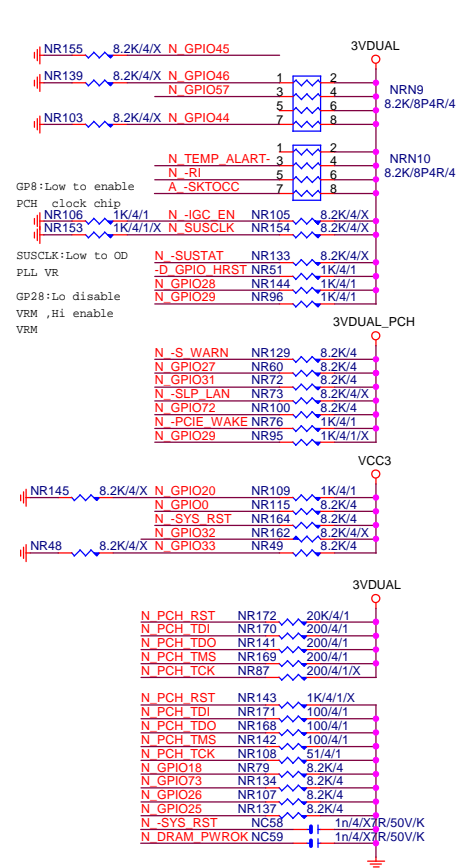 3VDUAL
NR155 8.2K/4/X N_GPIO45
NR139 8.2K/4/X N_GPIO46
1 2
N_GPIO57 3 4 NRN9
5 6 8.2K/8P4R/4
NR103 8.2K/4/X N_GPIO44 7 8
1 2
N_TEMP_ALART- 3 4 NRN10
N_-RI 5 6 8.2K/8P4R/4
A_-SKTOCC 7 8
GP8:Low to enable
PCH clock chip
NR106 1K/4/1 N_-IGC_EN NR105 8.2K/4/X
NR153 1K/4/1/X N_SUSCLK NR154 8.2K/4/X
SUSCLK:Low to OD
PLL VR
GP28:Lo disable
VRM ,Hi enable
VRM
N_-SUSTAT NR133 8.2K/4/X
-D_GPIO_HRST NR51 1K/4/1
N_GPIO28 NR144 1K/4/1
N_GPIO29 NR96 1K/4/1
3VDUAL_PCH
N_-S_WARN NR129 8.2K/4
N_GPIO27 NR60 8.2K/4
N_GPIO31 NR72 8.2K/4
N_-SLP_LAN NR73 8.2K/4/X
N_GPIO72 NR100 8.2K/4
N_-PCIE_WAKE NR76 1K/4/1
N_GPIO29 NR95 1K/4/1/X
VCC3
NR145 8.2K/4/X N_GPIO20 NR109 1K/4/1
N_GPIO0 NR115 8.2K/4
N_-SYS_RST NR164 8.2K/4
N_GPIO32 NR162 8.2K/4/X
NR48 8.2K/4/X N_GPIO33 NR49 8.2K/4
3VDUAL
N_PCH_RST NR172 20K/4/1
N_PCH_TDI NR170 200/4/1
N_PCH_TDO NR141 200/4/1
N_PCH_TMS NR169 200/4/1
N_PCH_TCK NR87 200/4/1/X
N_PCH_RST NR143 1K/4/1/X
N_PCH_TDI NR171 100/4/1
N_PCH_TDO NR168 100/4/1
N_PCH_TMS NR142 100/4/1
N_PCH_TCK NR108 51/4/1
N_GPIO18 NR79 8.2K/4
N_GPIO73 NR134 8.2K/4
N_GPIO26 NR107 8.2K/4
N_GPIO25 NR137 8.2K/4
N_-SYS_RST NC58 1n/4/X7R/50V/K
N_DRAM_PWROK NC59 1n/4/X7R/50V/K